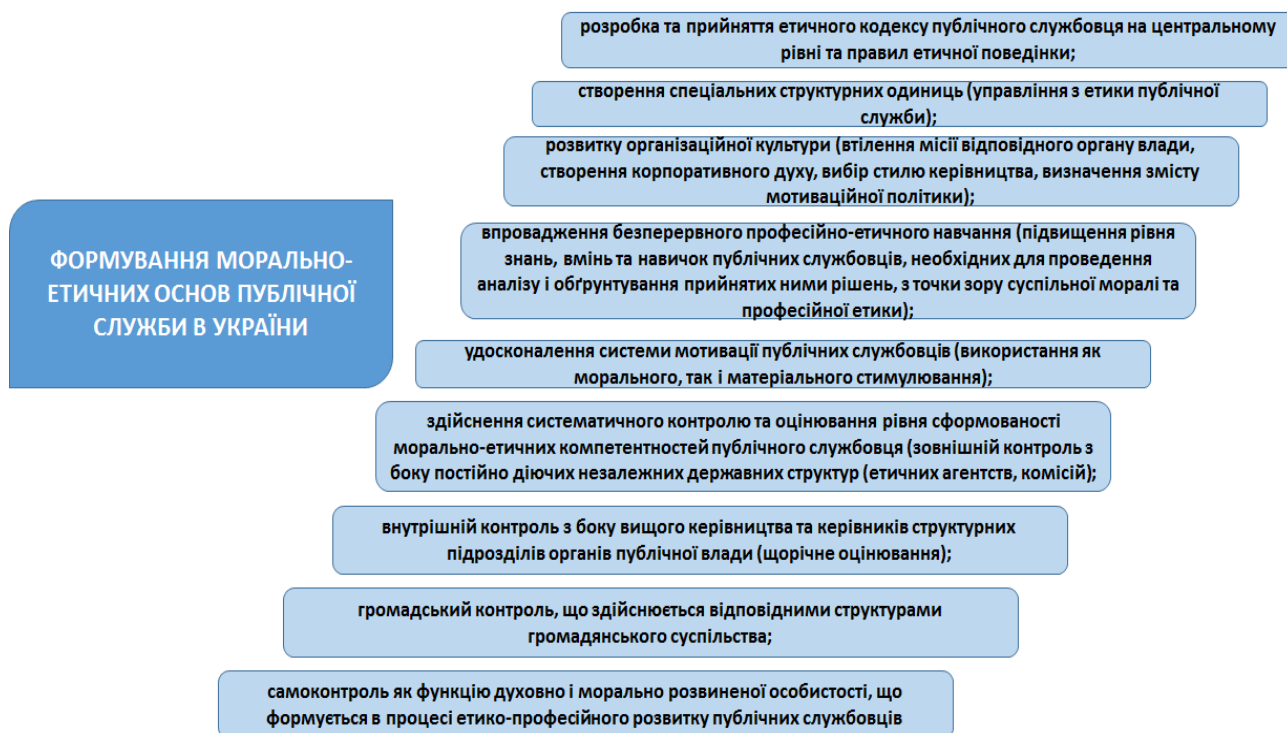 розробка та прийняття етичного кодексу публічного службовця на центральному
рівні та правил етичної поведінки;
створення спеціальних структурних одиниць (управління з етики публічної
служби);
розвитку організаційної культури (втілення місії відповідного органу влади,
створення корпоративного духу, вибір стилю керівництва, визначення змісту
мотиваційної політики);
ФОРМУВАННЯ МОРАЛЬНО-
ЕТИЧНИХ ОСНОВ ПУБЛІЧНОЇ
СЛУЖБИ В УКРАЇНИ
впровадження безперервного професійно-етичного навчання (підвищення рівня
знань, вмінь та навичок публічних службовців, необхідних для проведення
аналізу і обґрунтування прийнятих ними рішень, з точки зору суспільної моралі та
професійної етики);
удосконалення системи мотивації публічних службовців (використання як
морального, так і матеріального стимулювання);
здійснення систематичного контролю та оцінювання рівня сформованості
морально-етичних компетентностей публічного службовця (зовнішній контроль з
боку постійно діючих незалежних державних структур (етичних агентств, комісій);
внутрішній контроль з боку вищого керівництва та керівників структурних
підрозділів органів публічної влади (щорічне оцінювання);
громадський контроль, що здійснюється відповідними структурами
громадянського суспільства;
самоконтроль як функцію духовно і морально розвиненої особистості, що
формується в процесі етико-професійного розвитку публічних службовців